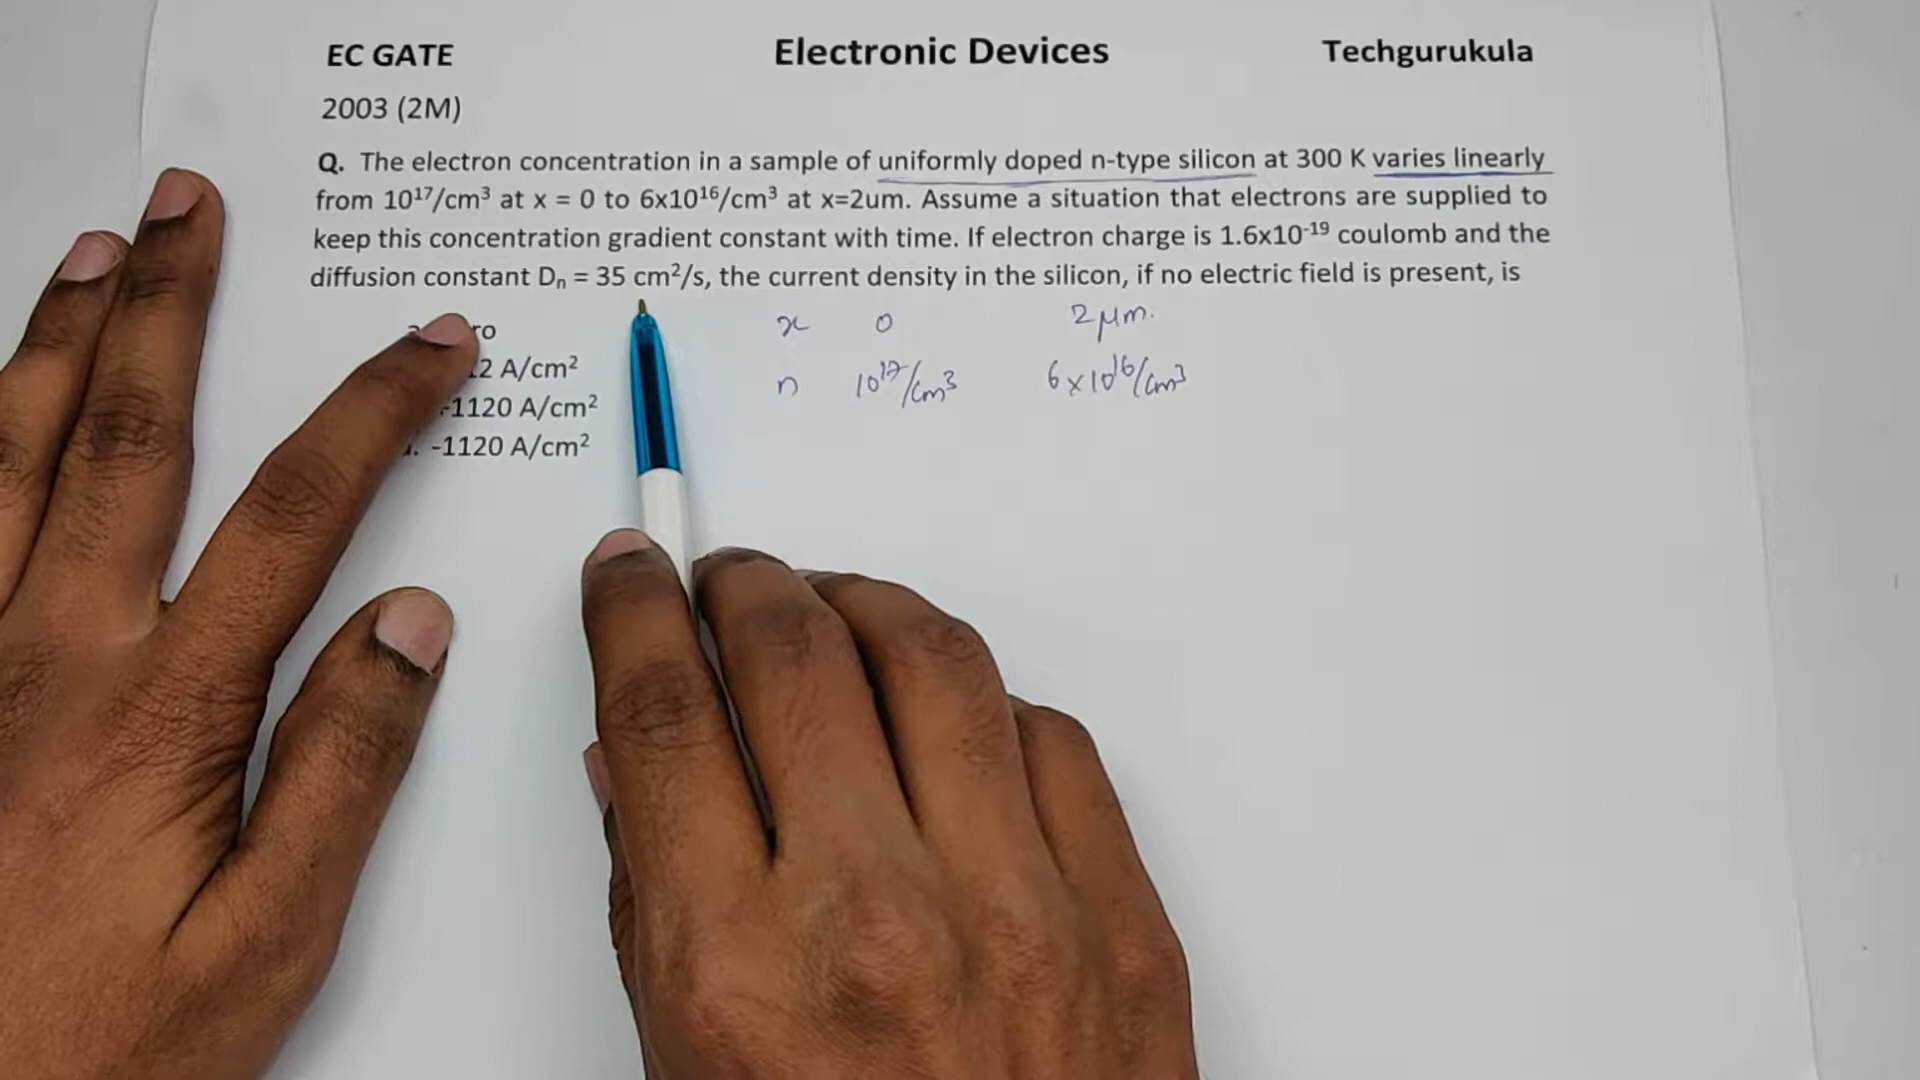 EC GATE Electronic Devices Techgurukula
2003 (2M)
Q. The electron concentration in a sample of uniformly doped n-type silicon at 300 K varies linearly
from 10¹⁷/cm³ at x = 0 to 6x10¹⁶/cm³ at x=2um. Assume a situation that electrons are supplied to
keep this concentration gradient constant with time. If electron charge is 1.6x10⁻¹⁹ coulomb and the
diffusion constant Dₙ = 35 cm²/s, the current density in the silicon, if no electric field is present, is
x 0 2 μm.
A/cm²
n 10¹⁷/cm³ 6x10¹⁶/cm³
1120 A/cm²
-1120 A/cm²